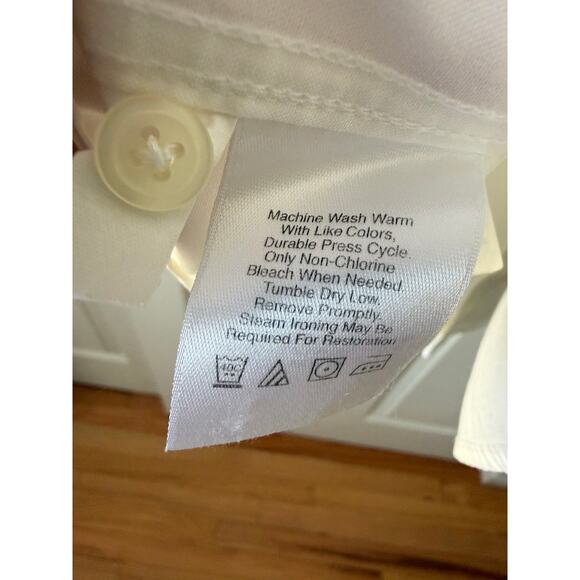 Machine Wash Warm
With Like Colors,
Durable Press Cycle.
Only Non-Chlorine
Bleach When Needed.
Tumble Dry Low.
Remove Promptly.
Steam Ironing May Be
Required For Restoration
40C